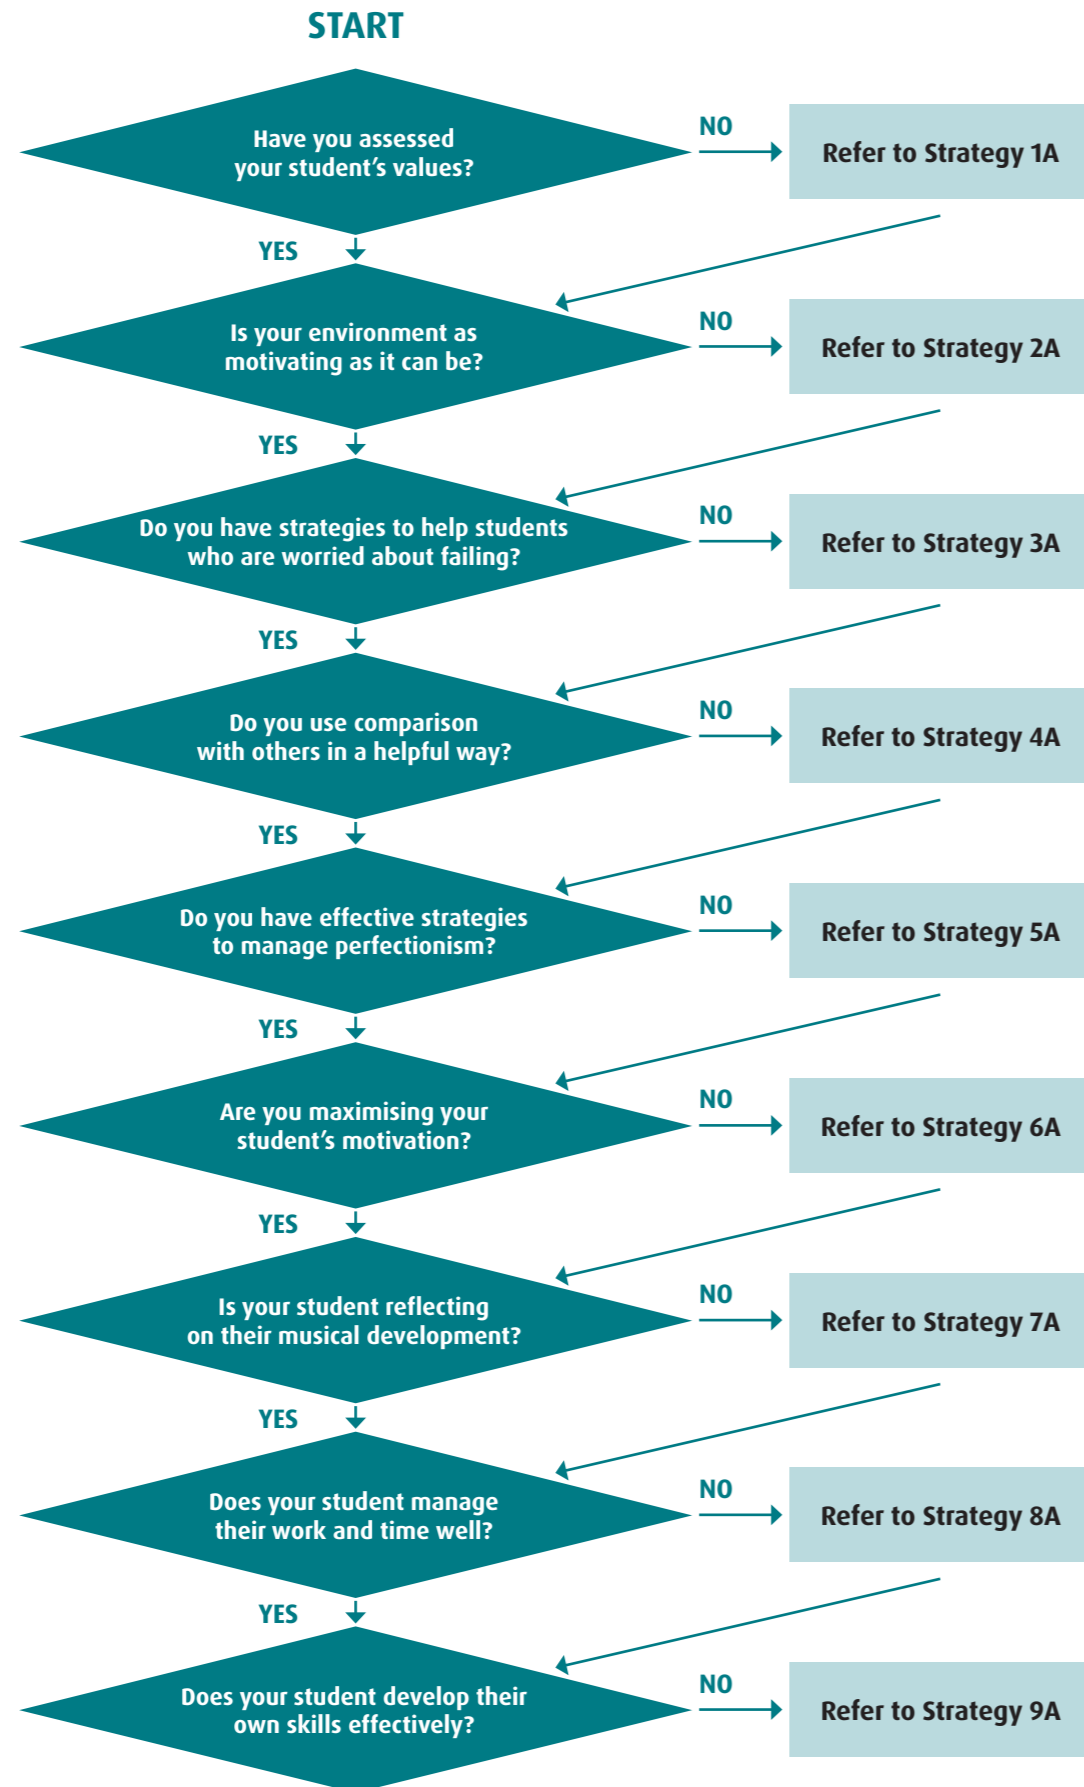 START
Have you assessed
your student’s values?
NO
Refer to Strategy 1A
YES
Is your environment as
motivating as it can be?
NO
Refer to Strategy 2A
YES
Do you have strategies to help students
who are worried about failing?
NO
Refer to Strategy 3A
YES
Do you use comparison
with others in a helpful way?
NO
Refer to Strategy 4A
YES
Do you have effective strategies
to manage perfectionism?
NO
Refer to Strategy 5A
YES
Are you maximising your
student’s motivation?
NO
Refer to Strategy 6A
YES
Is your student reflecting
on their musical development?
NO
Refer to Strategy 7A
YES
Does your student manage
their work and time well?
NO
Refer to Strategy 8A
YES
Does your student develop their
own skills effectively?
NO
Refer to Strategy 9A